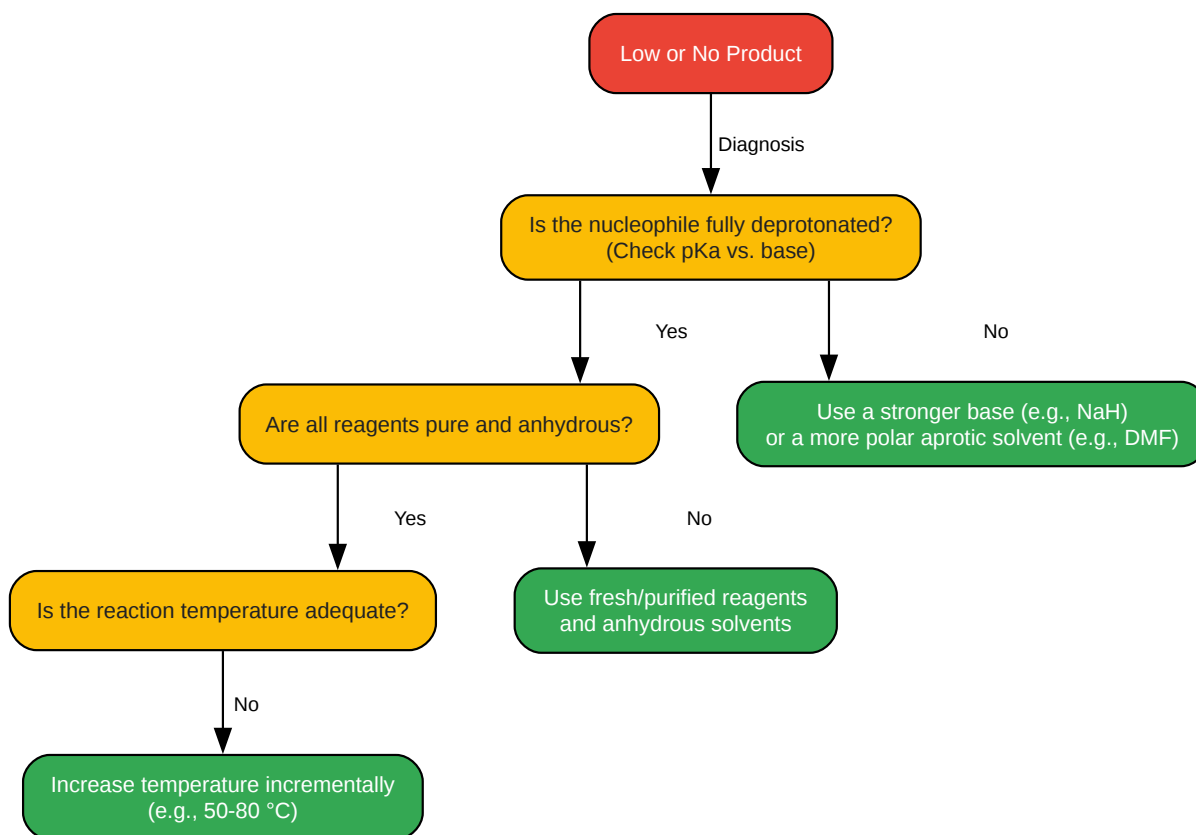 Low or No Product
Diagnosis
Is the nucleophile fully deprotonated?
(Check pKa vs. base)
Yes
No
Are all reagents pure and anhydrous?
Use a stronger base (e.g., NaH)
or a more polar aprotic solvent (e.g., DMF)
Yes
No
Is the reaction temperature adequate?
Use fresh/purified reagents
and anhydrous solvents
No
Increase temperature incrementally
(e.g., 50-80 °C)